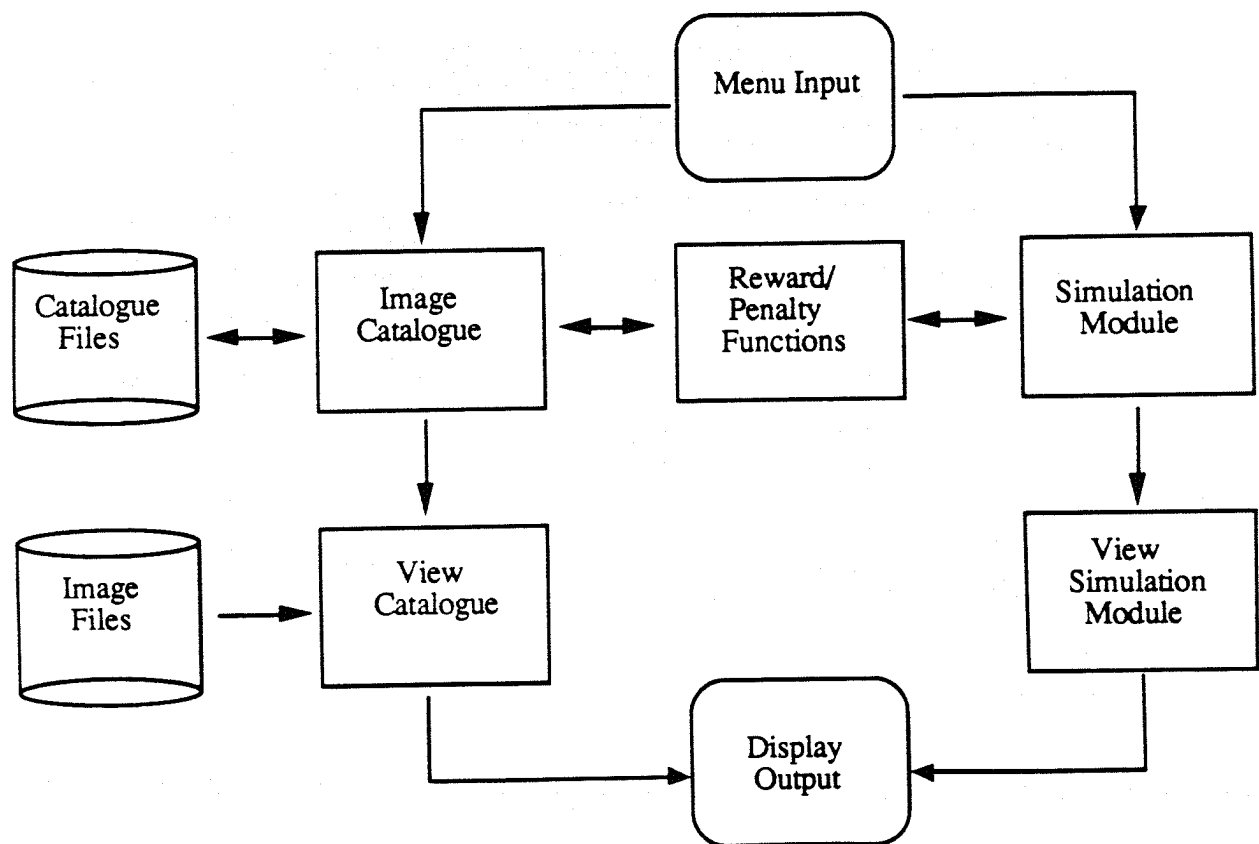 Menu Input
Catalogue
Files
Image
Catalogue
Reward/
Penalty
Functions
Simulation
Module
Image
Files
View
Catalogue
View
Simulation
Module
Display
Output